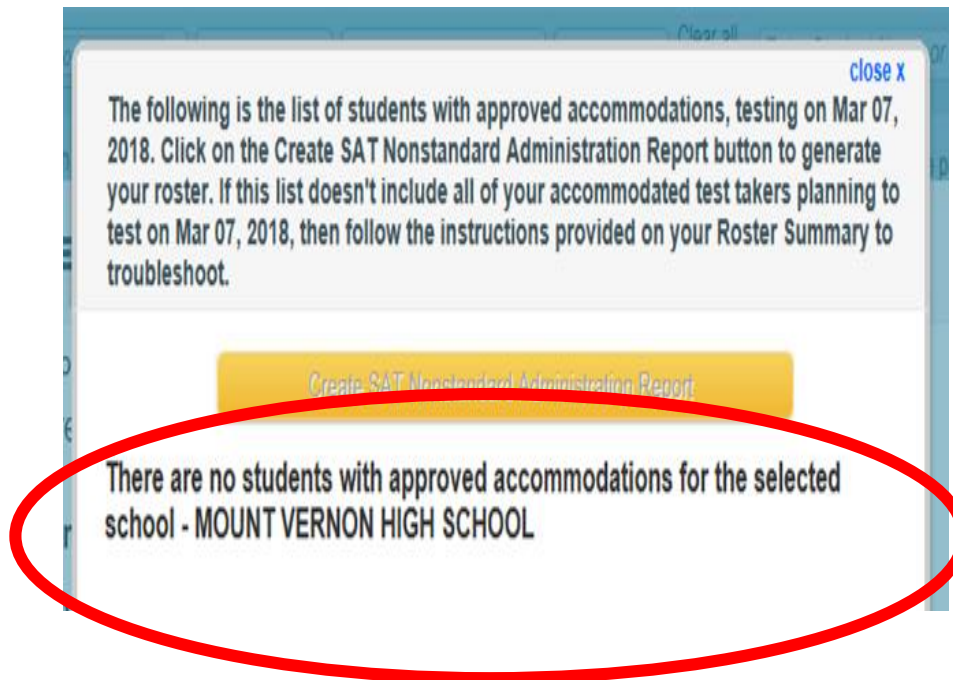 Clear all
close x
The following is the list of students with approved accommodations, testing on Mar 07,
2018. Click on the Create SAT Nonstandard Administration Report button to generate
your roster. If this list doesn't include all of your accommodated test takers planning to
test on Mar 07, 2018, then follow the instructions provided on your Roster Summary to
troubleshoot.
Create SAT Nonstandard Administration Report
There are no students with approved accommodations for the selected
school - MOUNT VERNON HIGH SCHOOL